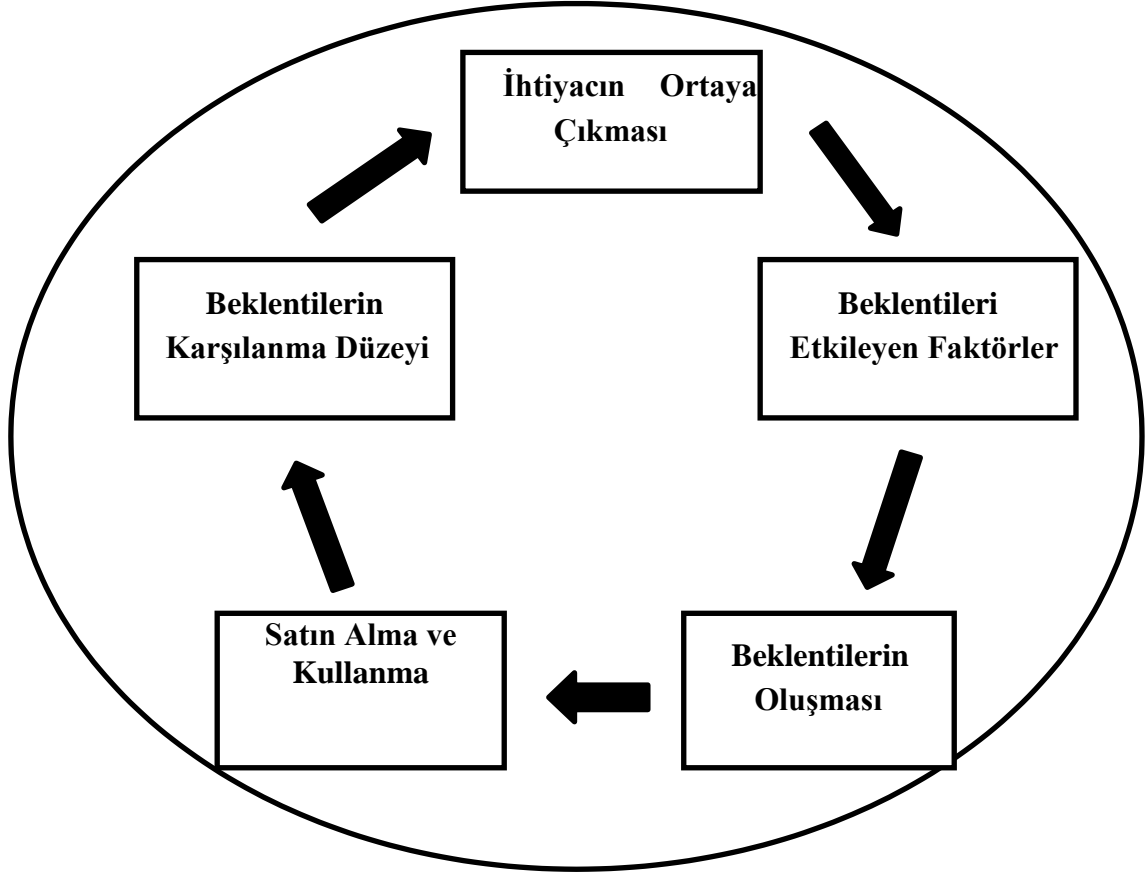 İhtiyacın Ortaya
Çıkması
Beklentileri
Etkileyen Faktörler
Beklentilerin
Oluşması
Satın Alma ve
Kullanma
Beklentilerin
Karşılanma Düzeyi